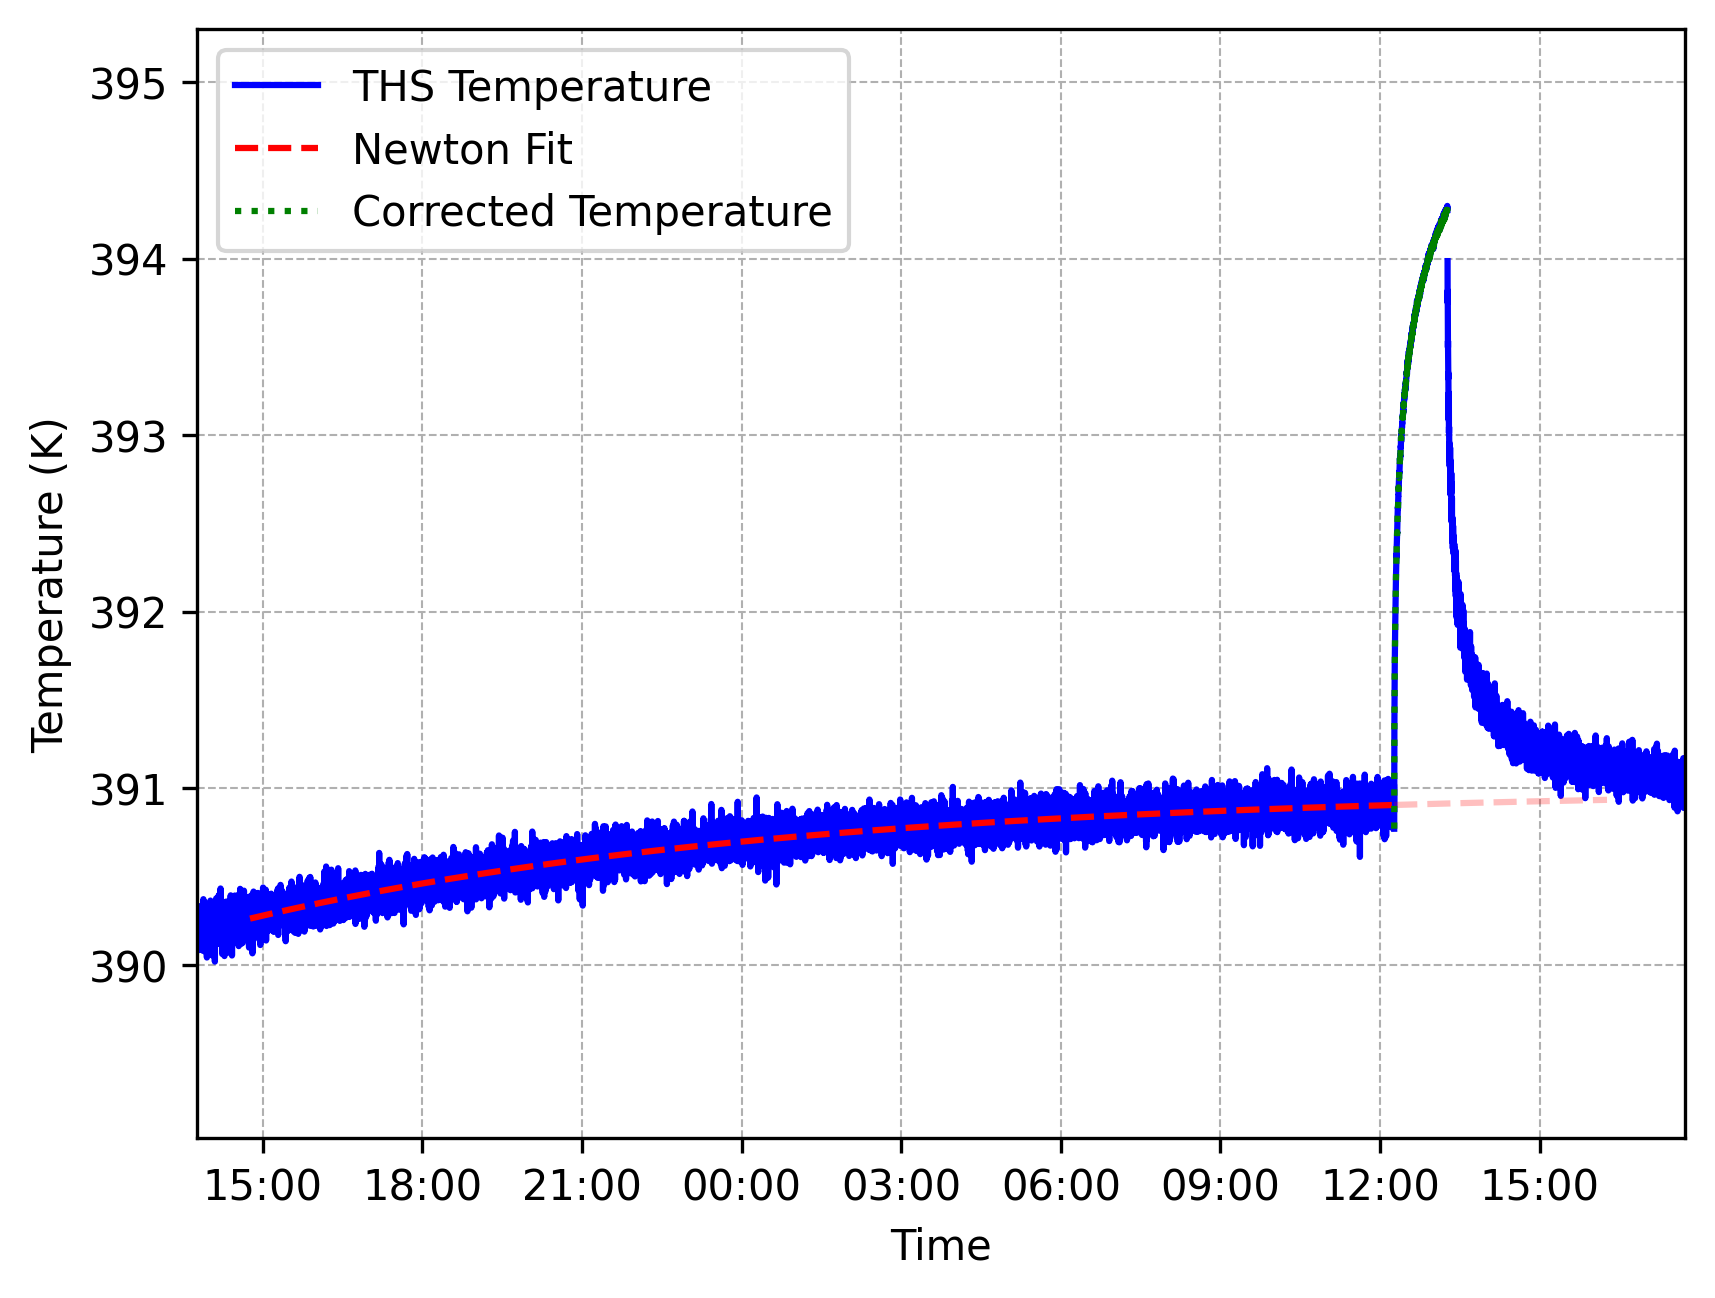 THS Temperature
Newton Fit
Corrected Temperature
395
394
393
392
391
390
Temperature (K)
15:00 18:00 21:00 00:00 03:00 06:00 09:00 12:00 15:00
Time